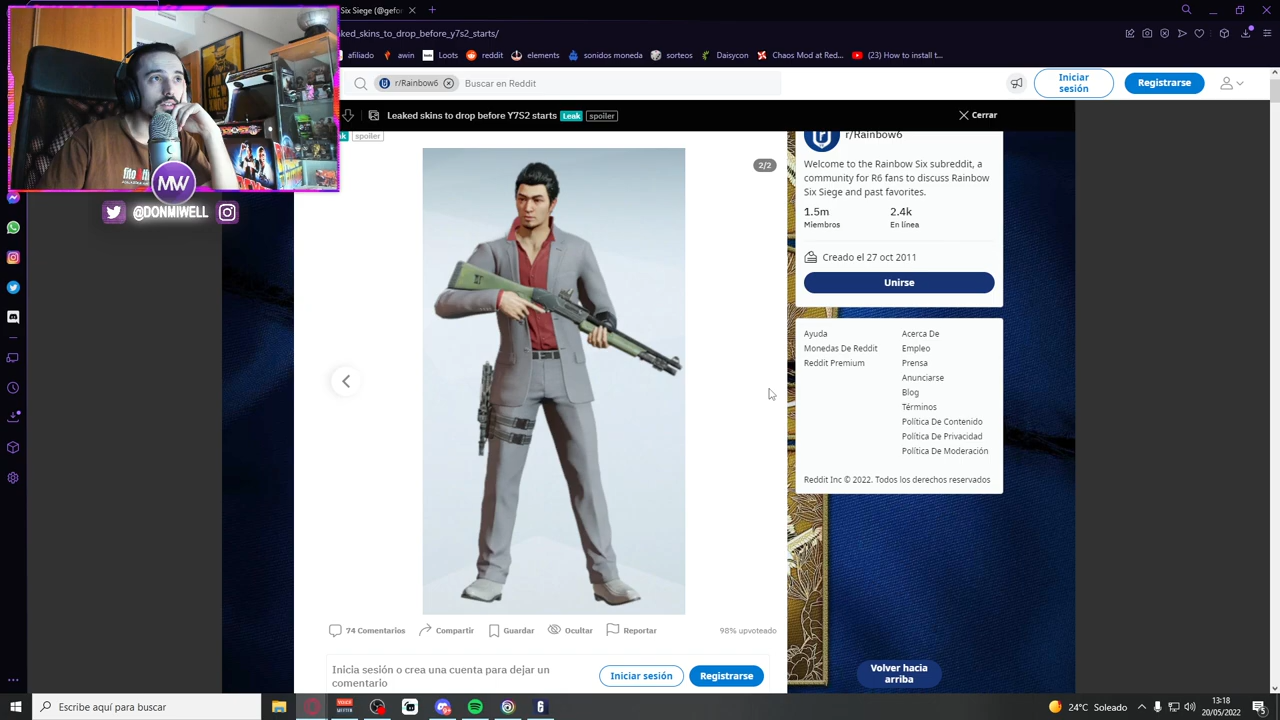 Six Siege (@gefor
ked_skins_to_drop_before_y7s2_starts/
afiliado
awin
Loots
reddit
elements
sonidos moneda
sorteos
Daisycon
Chaos Mod at Red...
(23) How to install t...
r/Rainbow6
Buscar en Reddit
Iniciar sesión
Registrarse
Leaked skins to drop before Y7S2 starts Leak spoiler
Cerrar
ak spoiler
2/2
MW
@DONMIWELL
r/Rainbow6
Welcome to the Rainbow Six subreddit, a
community for R6 fans to discuss Rainbow
Six Siege and past favorites.
1.5m 2.4k
Miembros En línea
Creado el 27 oct 2011
Unirse
Ayuda Acerca De
Monedas De Reddit Empleo
Reddit Premium Prensa
Anunciarse
Blog
Términos
Política De Contenido
Política De Privacidad
Política De Moderación
Reddit Inc © 2022. Todos los derechos reservados
74 Comentarios
Compartir
Guardar
Ocultar
Reportar
98% upvoteado
Inicia sesión o crea una cuenta para dejar un
comentario
Iniciar sesión
Registrarse
Volver hacia
arriba
Escribe aquí para buscar
24°C Soleado
13:18
20/05/2022